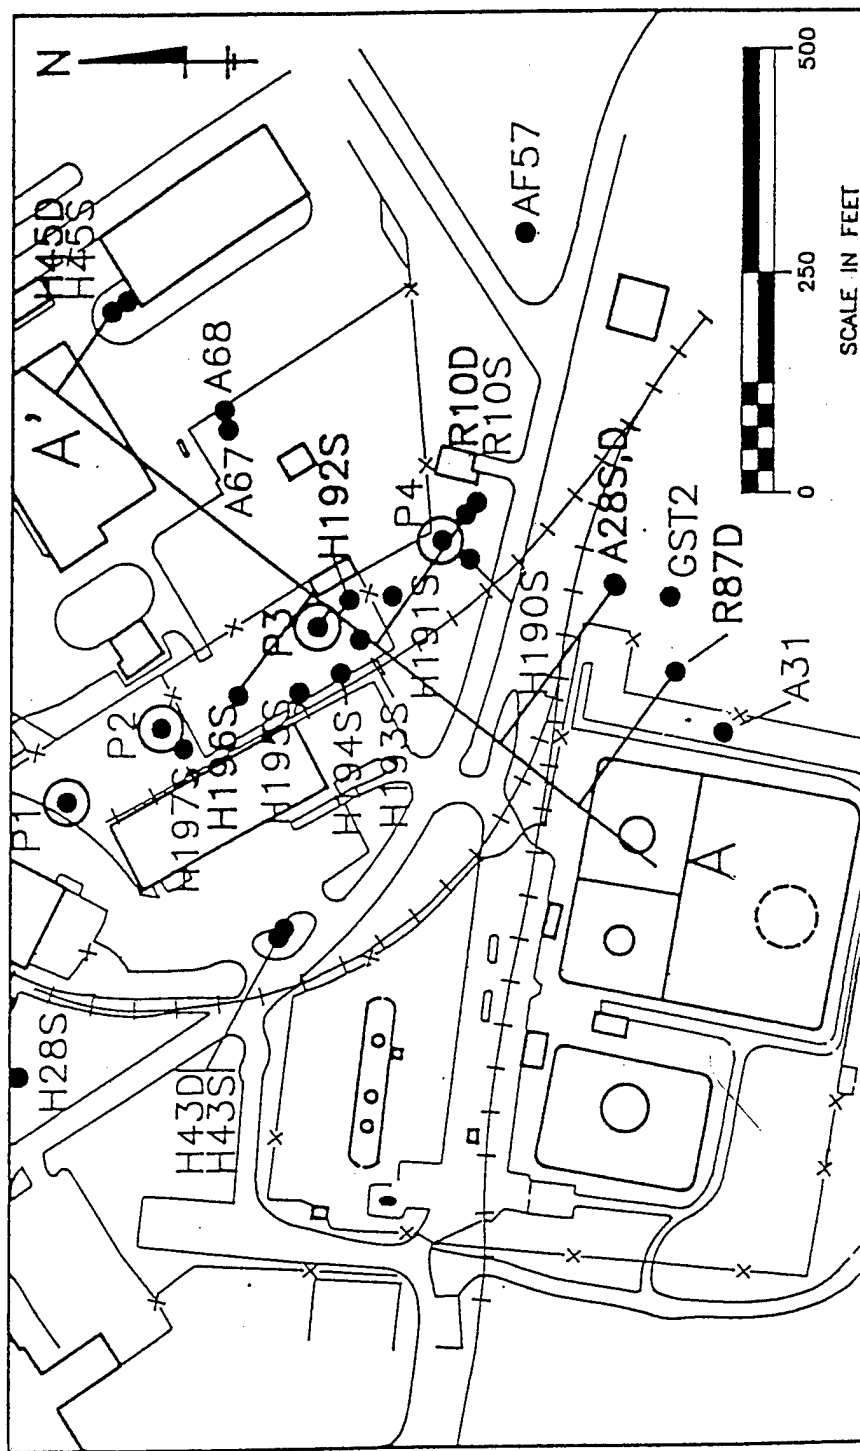 N
H45D
H45S
A'
A68
A67
AF57
H192S
R10D
R10S
P4
P3
P2
P1
H191S
H190S
H196S
H197S
H194S
H193S
A28S,D
GST2
R87D
A31
A
H28S
H43D
H43S
0
250
500
SCALE IN FEET